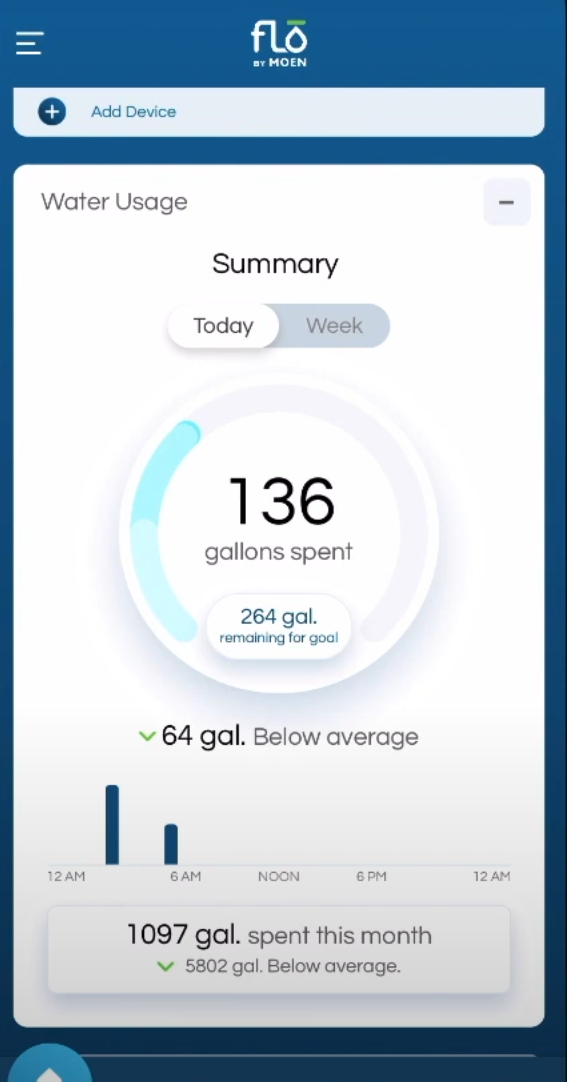 flō
BY MOEN
Add Device
Water Usage
Summary
Today Week
136
gallons spent
264 gal.
remaining for goal
64 gal. Below average
12 AM 6 AM NOON 6 PM 12 AM
1097 gal. spent this month
5802 gal. Below average.